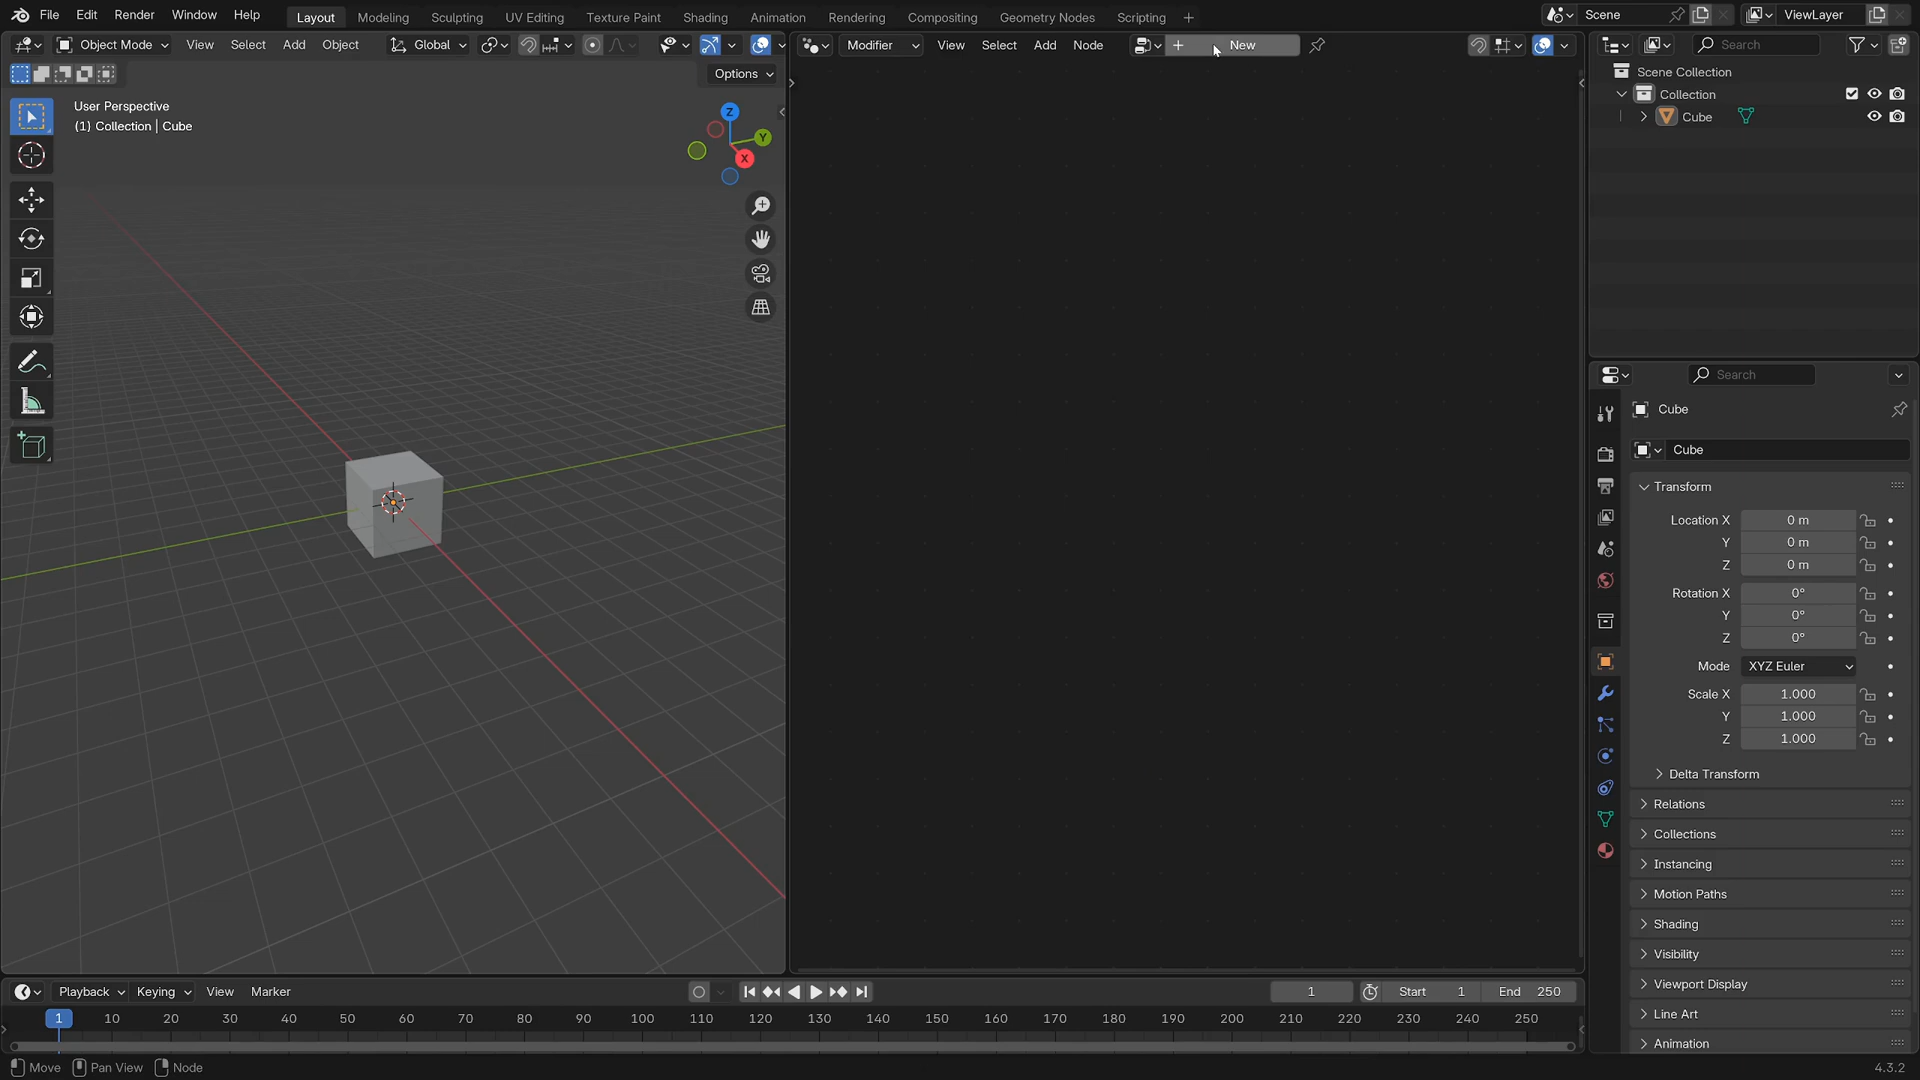 File Edit Render Window Help Layout Modeling Sculpting UV Editing Texture Paint Shading Animation Rendering Compositing Geometry Nodes Scripting + Scene ViewLayer
Object Mode View Select Add Object Global
Options
User Perspective
(1) Collection | Cube
Z
Y
X
Modifier View Select Add Node + New
Search
Scene Collection
Collection
Cube
Search
Cube
Cube
Transform
Location X 0 m
Y 0 m
Z 0 m
Rotation X 0°
Y 0°
Z 0°
Mode XYZ Euler
Scale X 1.000
Y 1.000
Z 1.000
Delta Transform
Relations
Collections
Instancing
Motion Paths
Shading
Visibility
Viewport Display
Line Art
Animation
Playback Keying View Marker 1 Start 1 End 250
1 10 20 30 40 50 60 70 80 90 100 110 120 130 140 150 160 170 180 190 200 210 220 230 240 250
Move Pan View Node 4.3.2